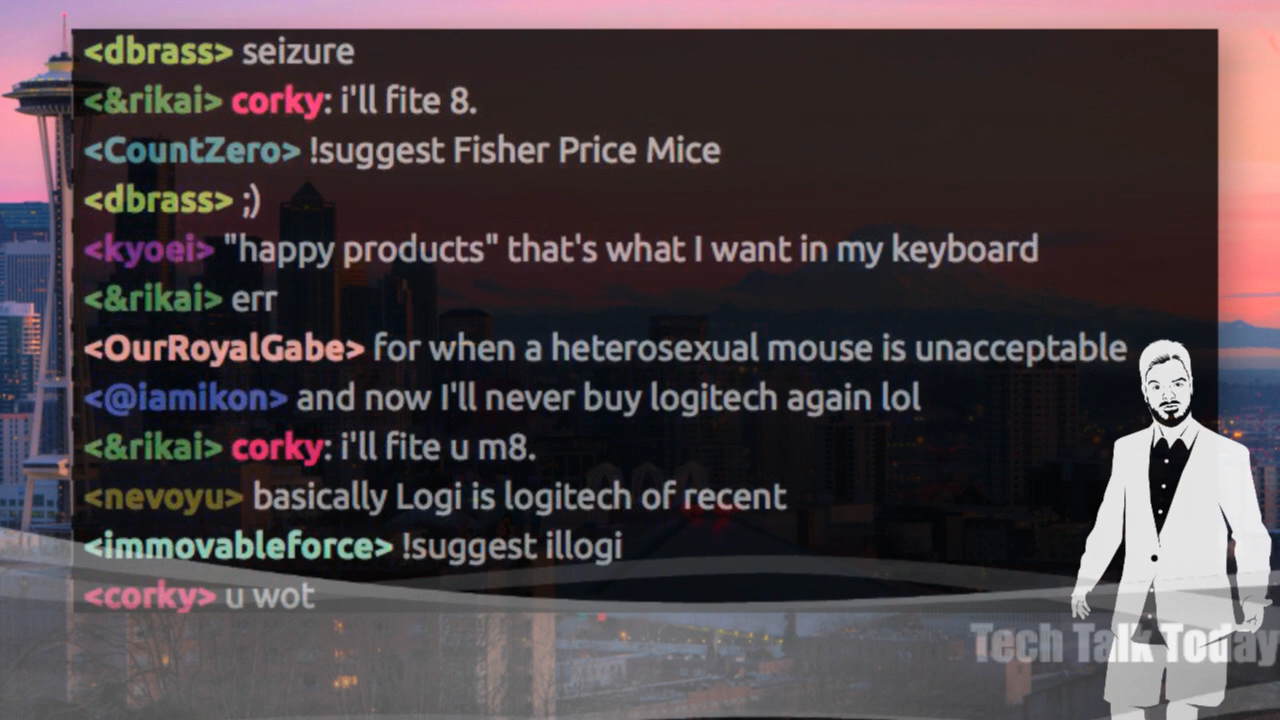 <dbrass> seizure
<&rikai> corky: i'll fite 8.
<CountZero> !suggest Fisher Price Mice
<dbrass> ;)
<kyoei> "happy products" that's what I want in my keyboard
<&rikai> err
<OurRoyalGabe> for when a heterosexual mouse is unacceptable
<@iamikon> and now I'll never buy logitech again lol
<&rikai> corky: i'll fite u m8.
<nevoyu> basically Logi is logitech of recent
<immovableforce> !suggest illogi
<corky> u wot
Tech Talk Today